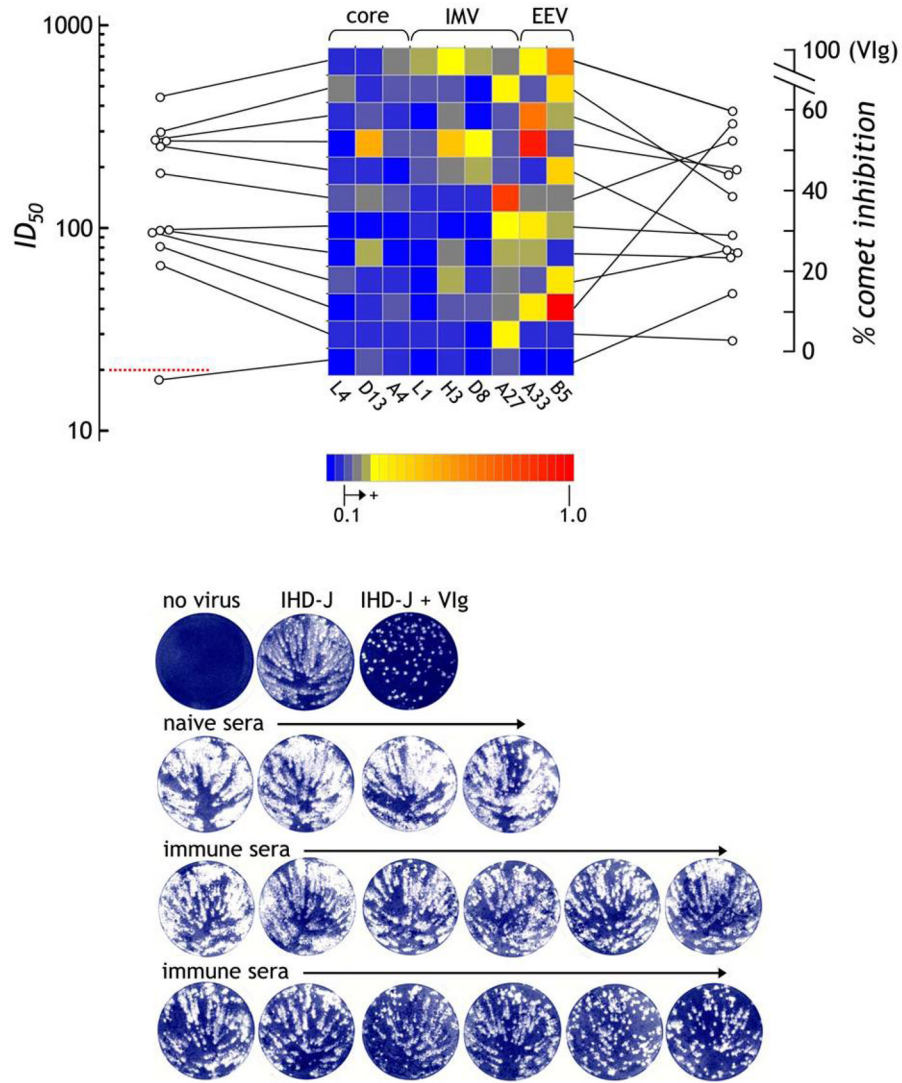 core IMV EEV
1000
100
10
ID50
100 (VIg)
60
40
20
0
% comet inhibition
L4 D13 A4 L1 H3 D8 A27 A33 B5
+
0.1 1.0
no virus IHD-J IHD-J + VIg
naive sera
immune sera
immune sera